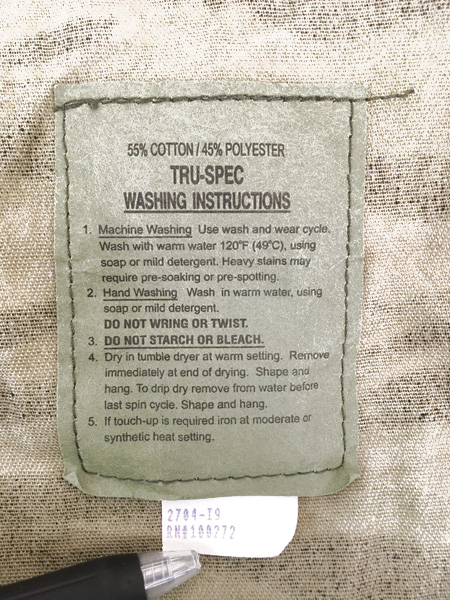 55% COTTON / 45% POLYESTER
TRU-SPEC
WASHING INSTRUCTIONS
1. Machine Washing Use wash and wear cycle.
Wash with warm water 120°F (49°C), using
soap or mild detergent. Heavy stains may
require pre-soaking or pre-spotting.
2. Hand Washing Wash in warm water, using
soap or mild detergent.
DO NOT WRING OR TWIST.
3. DO NOT STARCH OR BLEACH.
4. Dry in tumble dryer at warm setting. Remove
immediately at end of drying. Shape and
hang. To drip dry remove from water before
last spin cycle. Shape and hang.
5. If touch-up is required iron at moderate or
synthetic heat setting.
2704-19
RN#100272